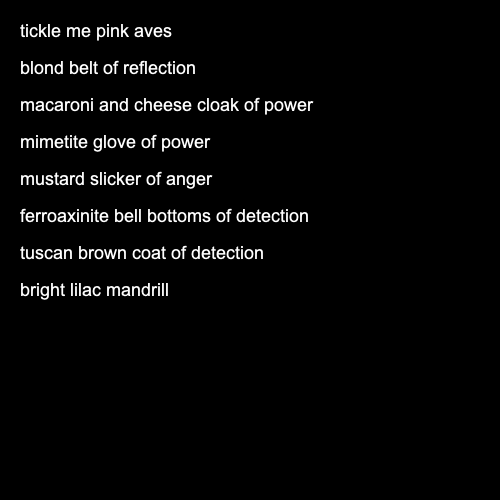 tickle me pink aves
blond belt of reflection
macaroni and cheese cloak of power
mimetite glove of power
mustard slicker of anger
ferroaxinite bell bottoms of detection
tuscan brown coat of detection
bright lilac mandrill